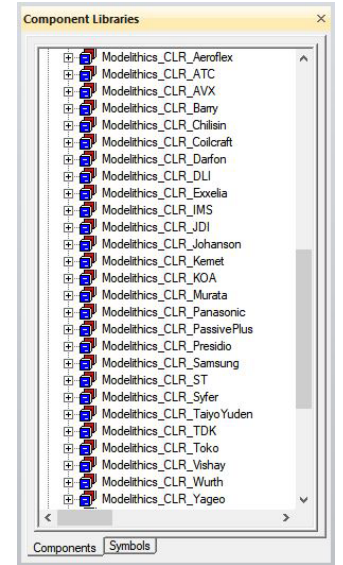 Component Libraries
Modelithics_CLR_Aeroflex
Modelithics_CLR_ATC
Modelithics_CLR_AVX
Modelithics_CLR_Barry
Modelithics_CLR_Chilisin
Modelithics_CLR_Coilcraft
Modelithics_CLR_Darfon
Modelithics_CLR_DLI
Modelithics_CLR_Exxelia
Modelithics_CLR_IMS
Modelithics_CLR_JDI
Modelithics_CLR_Johanson
Modelithics_CLR_Kemet
Modelithics_CLR_KOA
Modelithics_CLR_Murata
Modelithics_CLR_Panasonic
Modelithics_CLR_PassivePlus
Modelithics_CLR_Presidio
Modelithics_CLR_Samsung
Modelithics_CLR_ST
Modelithics_CLR_Syfer
Modelithics_CLR_TaiyoYuden
Modelithics_CLR_TDK
Modelithics_CLR_Toko
Modelithics_CLR_Vishay
Modelithics_CLR_Wurth
Modelithics_CLR_Yageo
Components Symbols